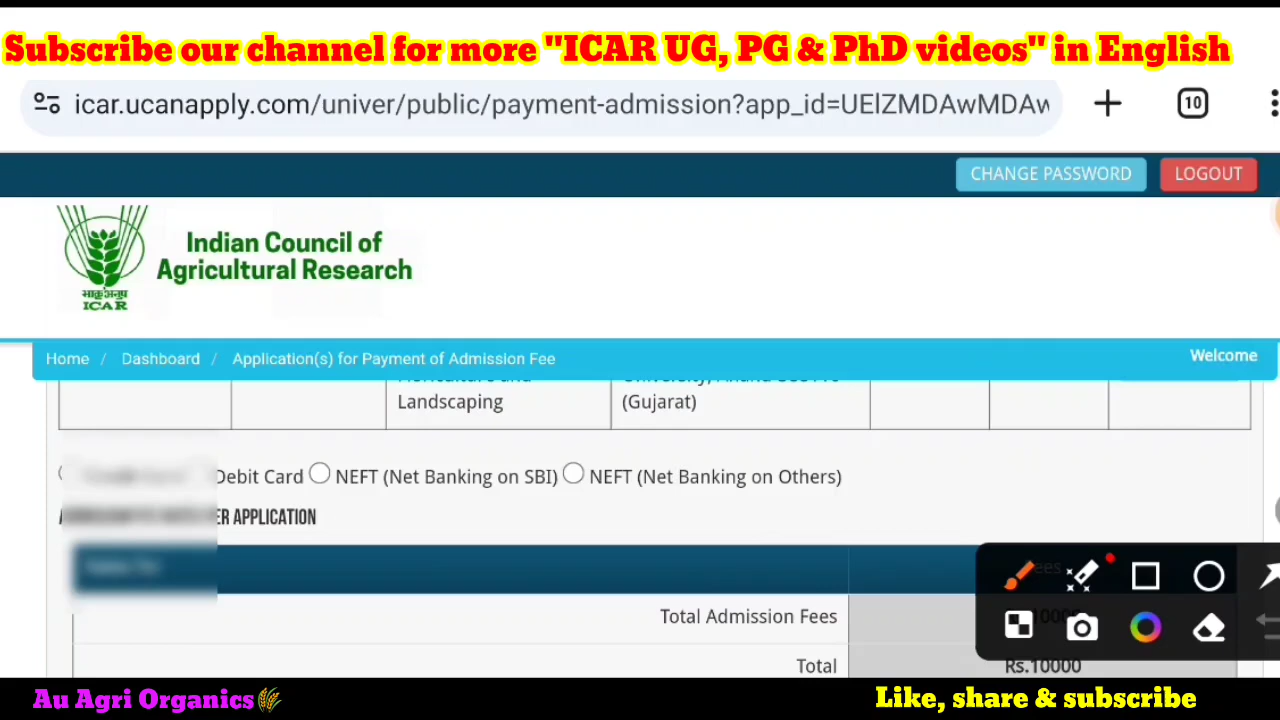 Subscribe our channel for more "ICAR UG, PG & PhD videos" in English
icar.ucanapply.com/univer/public/payment-admission?app_id=UElZMDAwMDAw
10
CHANGE PASSWORD LOGOUT
Indian Council of
Agricultural Research
भाकृअनुप
ICAR
Home / Dashboard / Application(s) for Payment of Admission Fee Welcome
Landscaping (Gujarat)
Debit Card NEFT (Net Banking on SBI) NEFT (Net Banking on Others)
APPLICATION
Total Admission Fees
Total Rs.10000
Au Agri Organics Like, share & subscribe